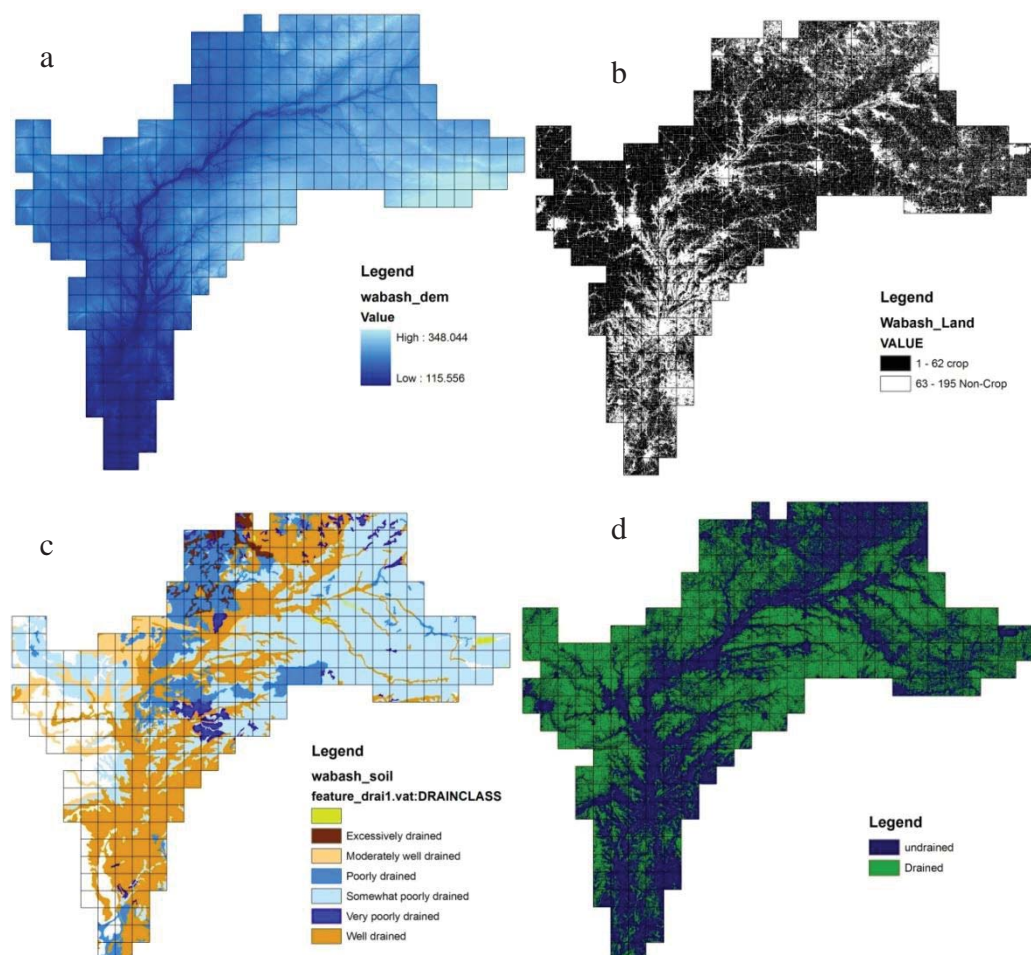 a
Legend
wabash_dem
Value
High : 348.044
Low : 115.556
b
Legend
Wabash_Land
VALUE
1 - 62 crop
63 - 195 Non-Crop
c
Legend
wabash_soil
feature_drai1.vat:DRAINCLASS
Excessively drained
Moderately well drained
Poorly drained
Somewhat poorly drained
Very poorly drained
Well drained
d
Legend
undrained
Drained